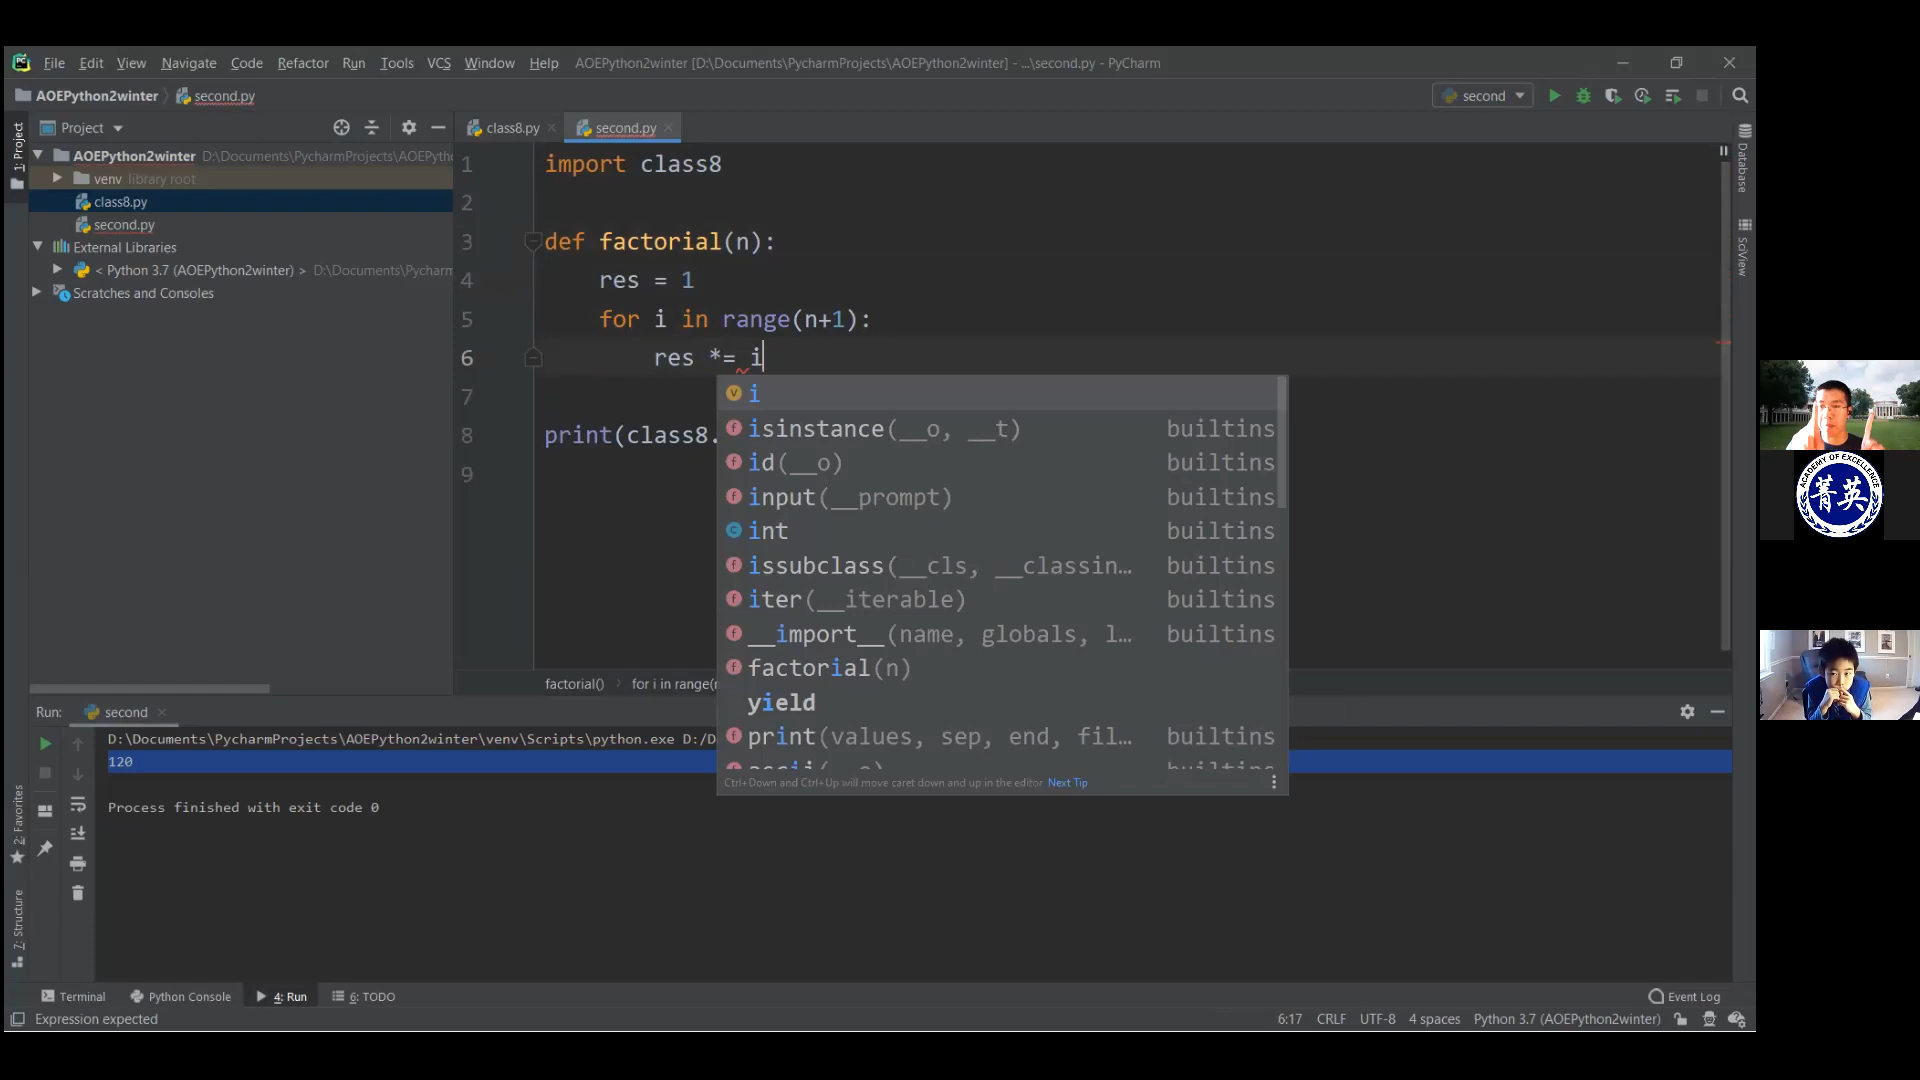 File Edit View Navigate Code Refactor Run Tools VCS Window Help AOEPython2winter [D:\Documents\PycharmProjects\AOEPython2winter] - ...\second.py - PyCharm
AOEPython2winter second.py second
Project class8.py second.py
1: Project
AOEPython2winter D:\Documents\PycharmProjects\AOEPyth
venv library root
class8.py
second.py
External Libraries
< Python 3.7 (AOEPython2winter) > D:\Documents\Pycharm
Scratches and Consoles
1 import class8
2
3 def factorial(n):
4 res = 1
5 for i in range(n+1):
6 res *= i
7
8 print(class8.
9
i
isinstance(__o, __t) builtins
id(__o) builtins
input(__prompt) builtins
int builtins
issubclass(__cls, __classin… builtins
iter(__iterable) builtins
__import__(name, globals, l… builtins
factorial(n)
yield
print(values, sep, end, fil… builtins
ascii(__o) builtins
Ctrl+Down and Ctrl+Up will move caret down and up in the editor Next Tip
factorial() for i in range(
Database
SciView
ACADEMY OF EXCELLENCE
菁英
Run: second
D:\Documents\PycharmProjects\AOEPython2winter\venv\Scripts\python.exe D:/D
120
Process finished with exit code 0
2: Favorites
7: Structure
Terminal Python Console 4: Run 6: TODO Event Log
Expression expected 6:17 CRLF UTF-8 4 spaces Python 3.7 (AOEPython2winter)